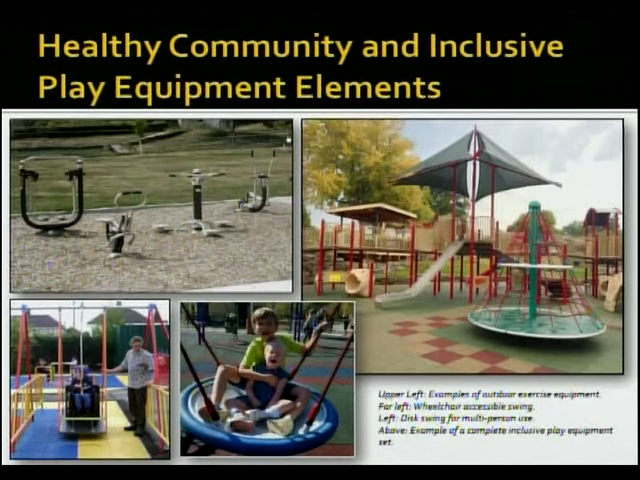 Healthy Community and Inclusive
Play Equipment Elements
Upper Left: Examples of outdoor exercise equipment.
Far left: Wheelchair accessible swing.
Left: Disk swing for multi-person use.
Above: Example of a complete inclusive play equipment
set.